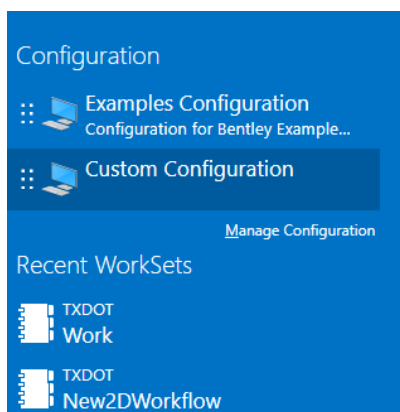 Configuration
Examples Configuration
Configuration for Bentley Example...
Custom Configuration
Manage Configuration
Recent WorkSets
TXDOT
Work
TXDOT
New2DWorkflow